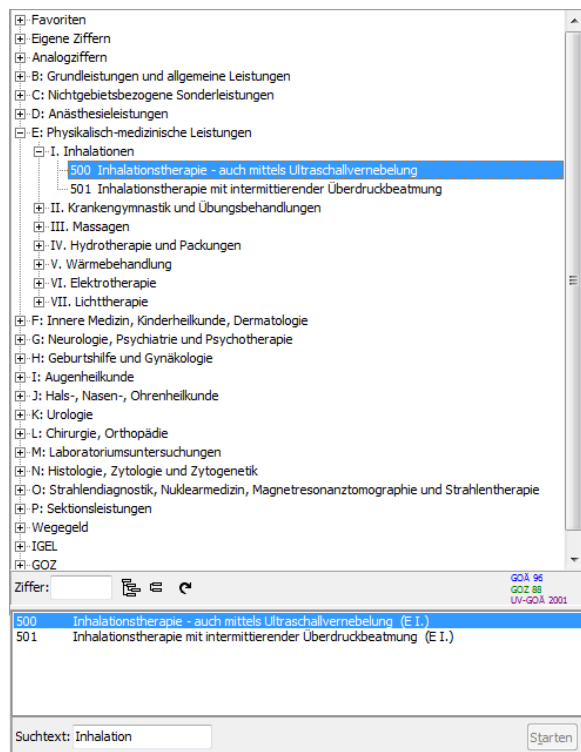 Favoriten
Eigene Ziffern
Analogziffern
B: Grundleistungen und allgemeine Leistungen
C: Nichtgebietsbezogene Sonderleistungen
D: Anästhesieleistungen
E: Physikalisch-medizinische Leistungen
I. Inhalationen
500 Inhalationstherapie - auch mittels Ultraschallvernebelung
501 Inhalationstherapie mit intermittierender Überdruckbeatmung
II. Krankengymnastik und Übungsbehandlungen
III. Massagen
IV. Hydrotherapie und Packungen
V. Wärmebehandlung
VI. Elektrotherapie
VII. Lichttherapie
F: Innere Medizin, Kinderheilkunde, Dermatologie
G: Neurologie, Psychiatrie und Psychotherapie
H: Geburtshilfe und Gynäkologie
I: Augenheilkunde
J: Hals-, Nasen-, Ohrenheilkunde
K: Urologie
L: Chirurgie, Orthopädie
M: Laboratoriumsuntersuchungen
N: Histologie, Zytologie und Zytogenetik
O: Strahlendiagnostik, Nuklearmedizin, Magnetresonanztomographie und Strahlentherapie
P: Sektionsleistungen
Wegegeld
IGEL
GOZ
Ziffer:
GOÄ 96
GOZ 88
UV-GOÄ 2001
500 Inhalationstherapie - auch mittels Ultraschallvernebelung (E I.)
501 Inhalationstherapie mit intermittierender Überdruckbeatmung (E I.)
Suchtext: Inhalation Starten